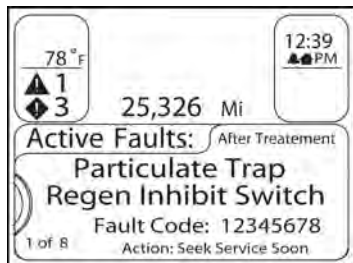 78°F
12:39
PM
1
3
25,326 Mi
Active Faults: After Treatement
Particulate Trap
Regen Inhibit Switch
Fault Code: 12345678
1 of 8
Action: Seek Service Soon